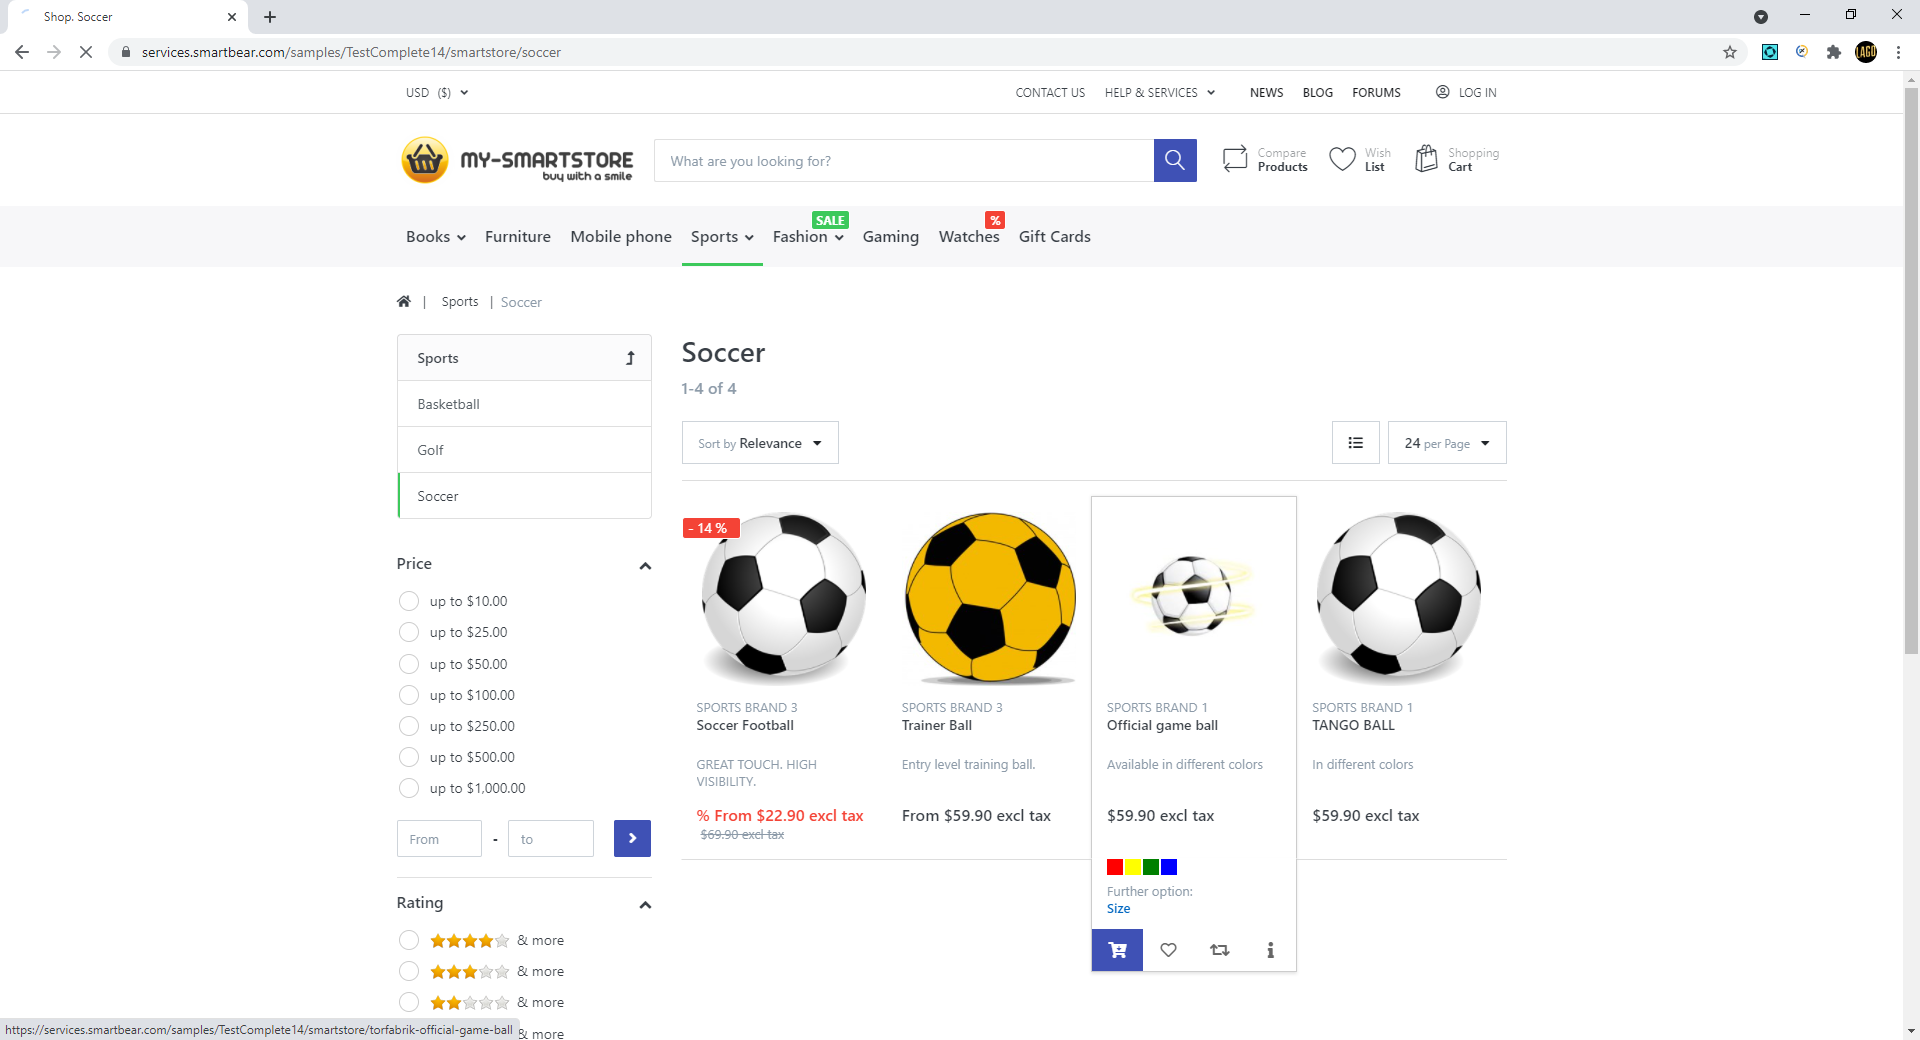 Shop. Soccer
services.smartbear.com/samples/TestComplete14/smartstore/soccer
LAGO
USD ($)
CONTACT US
HELP & SERVICES
NEWS
BLOG
FORUMS
LOG IN
MY-SMARTSTORE
buy with a smile
What are you looking for?
Compare
Products
Wish
List
Shopping
Cart
Books
Furniture
Mobile phone
Sports
SALE
Fashion
Gaming
%
Watches
Gift Cards
| Sports | Soccer
Sports
Basketball
Golf
Soccer
Soccer
1-4 of 4
Sort by Relevance
24 per Page
Price
up to $10.00
up to $25.00
up to $50.00
up to $100.00
up to $250.00
up to $500.00
up to $1,000.00
From - to
Rating
& more
& more
& more
& more
- 14 %
SPORTS BRAND 3
Soccer Football
GREAT TOUCH. HIGH
VISIBILITY.
% From $22.90 excl tax
$69.90 excl tax
SPORTS BRAND 3
Trainer Ball
Entry level training ball.
From $59.90 excl tax
SPORTS BRAND 1
Official game ball
Available in different colors
$59.90 excl tax
Further option:
Size
SPORTS BRAND 1
TANGO BALL
In different colors
$59.90 excl tax
https://services.smartbear.com/samples/TestComplete14/smartstore/torfabrik-official-game-ball